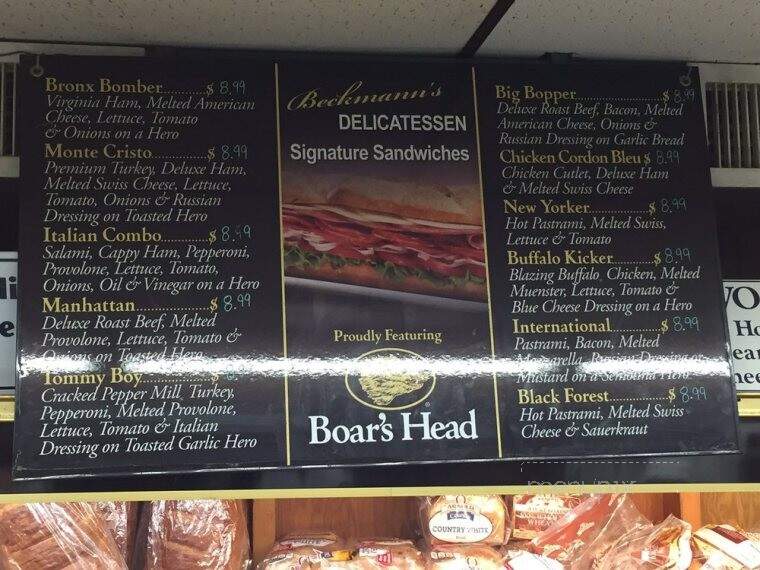 Bronx Bomber..........$ 8.99
Virginia Ham, Melted American
Cheese, Lettuce, Tomato
& Onions on a Hero
Monte Cristo.............$ 8.99
Premium Turkey, Deluxe Ham,
Melted Swiss Cheese, Lettuce,
Tomato, Onions & Russian
Dressing on Toasted Hero
Italian Combo............$ 8.99
Salami, Cappy Ham, Pepperoni,
Provolone, Lettuce, Tomato,
Onions, Oil & Vinegar on a Hero
Manhattan................$ 8.99
Deluxe Roast Beef, Melted
Provolone, Lettuce, Tomato &
Onions on Toasted Hero
Tommy Boy................$
Cracked Pepper Mill Turkey,
Pepperoni, Melted Provolone,
Lettuce, Tomato & Italian
Dressing on Toasted Garlic Hero
Beckmann's
DELICATESSEN
Signature Sandwiches
Proudly Featuring
Boar's Head
Big Bopper................$ 8.99
Deluxe Roast Beef, Bacon, Melted
American Cheese, Onions &
Russian Dressing on Garlic Bread
Chicken Cordon Bleu $ 8.99
Chicken Cutlet, Deluxe Ham
& Melted Swiss Cheese
New Yorker...............$ 8.99
Hot Pastrami, Melted Swiss,
Lettuce & Tomato
Buffalo Kicker...........$ 8.99
Blazing Buffalo Chicken, Melted
Muenster, Lettuce, Tomato &
Blue Cheese Dressing on a Hero
International............$ 8.99
Pastrami, Bacon, Melted
Mozzarella, Russian Dressing or
Mustard on a Semolina Hero
Black Forest..............$ 8.99
Hot Pastrami, Melted Swiss
Cheese & Sauerkraut
COUNTRY WHITE